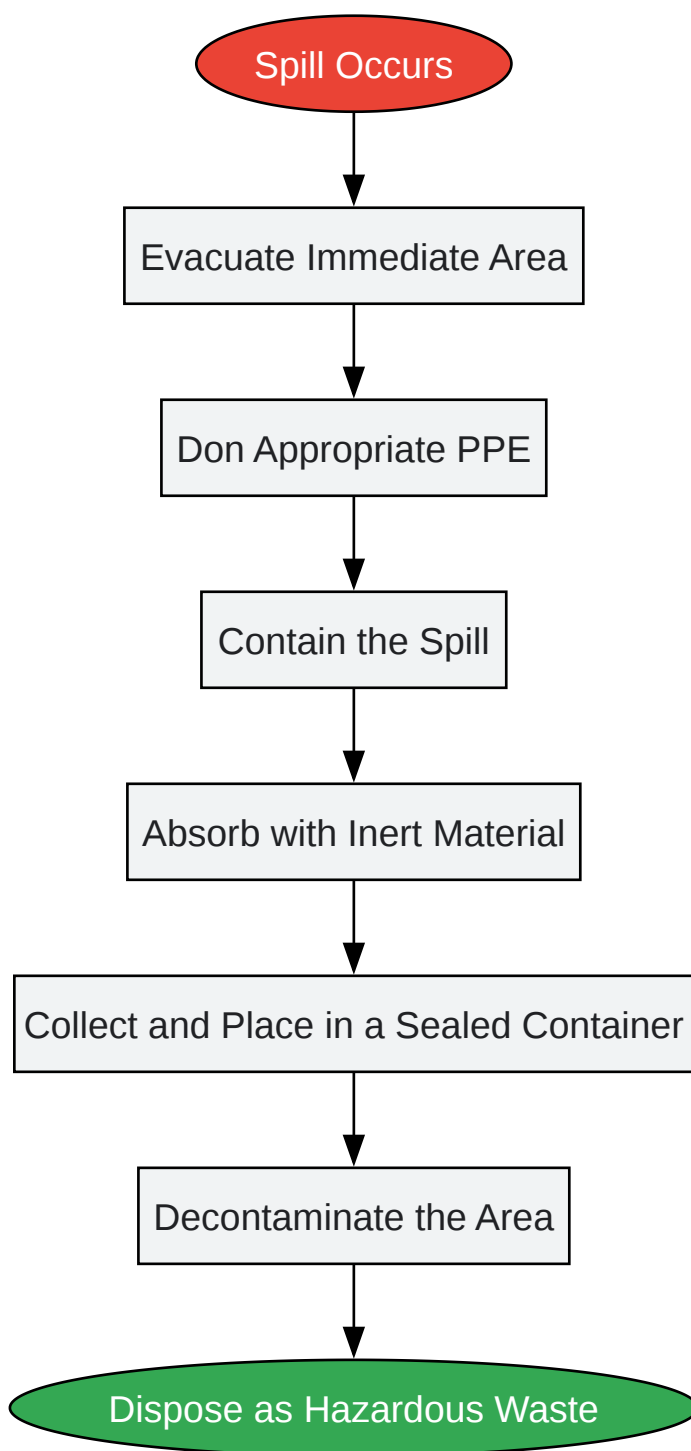 Spill Occurs
Evacuate Immediate Area
Don Appropriate PPE
Contain the Spill
Absorb with Inert Material
Collect and Place in a Sealed Container
Decontaminate the Area
Dispose as Hazardous Waste